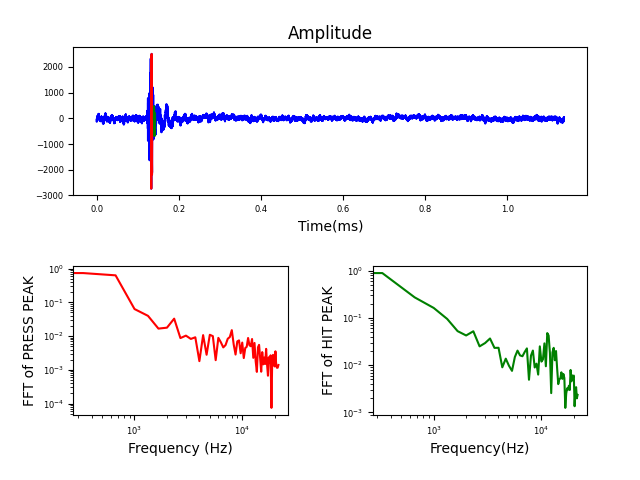 Amplitude
2000
1000
0
−1000
−2000
−3000
0.0 0.2 0.4 0.6 0.8 1.0
Time(ms)
FFT of PRESS PEAK
10⁰
10⁻¹
10⁻²
10⁻³
10⁻⁴
10³ 10⁴
Frequency (Hz)
FFT of HIT PEAK
10⁰
10⁻¹
10⁻²
10⁻³
10³ 10⁴
Frequency(Hz)